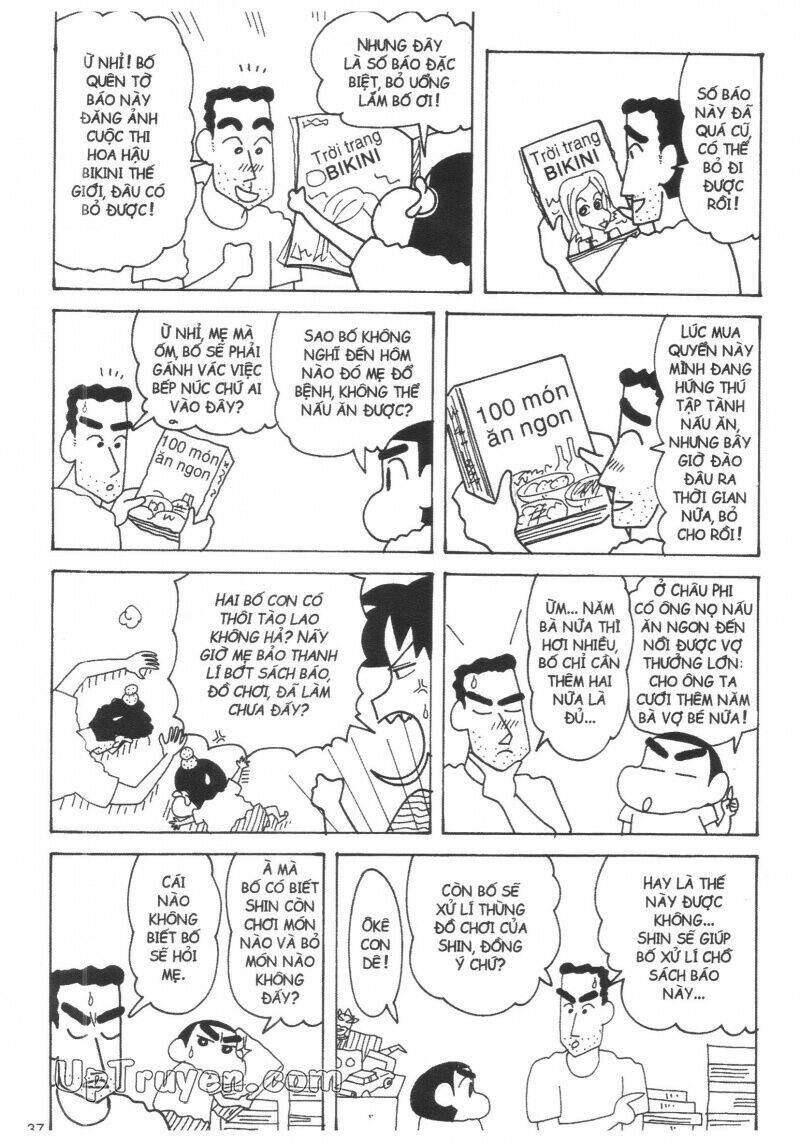 SỐ BÁO
NÀY ĐÃ
QUÁ CŨ,
CÓ THỂ
BỎ ĐI
ĐƯỢC
RỒI!
Trời trang
BIKINI
NHƯNG ĐÂY
LÀ SỐ BÁO ĐẶC
BIỆT, BỎ UỔNG
LẮM BỐ ƠI!
Trời trang
BIKINI
Ừ NHỈ! BỐ
QUÊN TỜ
BÁO NÀY
ĐĂNG ẢNH
CUỘC THI
HOA HẬU
BIKINI THẾ
GIỚI, ĐÂU CÓ
BỎ ĐƯỢC!
LÚC MUA
QUYỂN NÀY
MÌNH ĐANG
HỨNG THÚ
TẬP TÀNH
NẤU ĂN,
NHƯNG BÂY
GIỜ ĐÀO
ĐÂU RA
THỜI GIAN
NỮA, BỎ
CHO RỒI!
100 món
ăn ngon
SAO BỐ KHÔNG
NGHĨ ĐẾN HÔM
NÀO ĐÓ MẸ ĐỔ
BỆNH, KHÔNG THỂ
NẤU ĂN ĐƯỢC?
Ừ NHỈ, MẸ MÀ
ỐM, BỐ SẼ PHẢI
GÁNH VÁC VIỆC
BẾP NÚC CHỨ AI
VÀO ĐÂY?
100 món
ăn ngon
Ở CHÂU PHI
CÓ ÔNG NỌ NẤU
ĂN NGON ĐẾN
NỖI ĐƯỢC VỢ
THƯỞNG LỚN:
CHO ÔNG TA
CƯỚI THÊM NĂM
BÀ VỢ BÉ NỮA!
ỪM... NĂM
BÀ NỮA THÌ
HƠI NHIỀU,
BỐ CHỈ CẦN
THÊM HAI
NỮA LÀ
ĐỦ...
HAI BỐ CON CÓ
THÔI TÀO LAO
KHÔNG HẢ? NÃY
GIỜ MẸ BẢO THANH
LÍ BỚT SÁCH BÁO,
ĐỒ CHƠI, ĐÃ LÀM
CHƯA ĐẤY?
HAY LÀ THẾ
NÀY ĐƯỢC
KHÔNG...
SHIN SẼ GIÚP
BỐ XỬ LÍ CHỖ
SÁCH BÁO
NÀY...
CÒN BỐ SẼ
XỬ LÍ THÙNG
ĐỒ CHƠI CỦA
SHIN, ĐỒNG
Ý CHỨ?
ÔKÊ
CON
DÊ!
À MÀ
BỐ CÓ BIẾT
SHIN CÒN
CHƠI MÓN
NÀO VÀ BỎ
MÓN NÀO
KHÔNG
ĐẤY?
CÁI
NÀO
KHÔNG
BIẾT BỐ
SẼ HỎI
MẸ.
UpTruyen.com
37